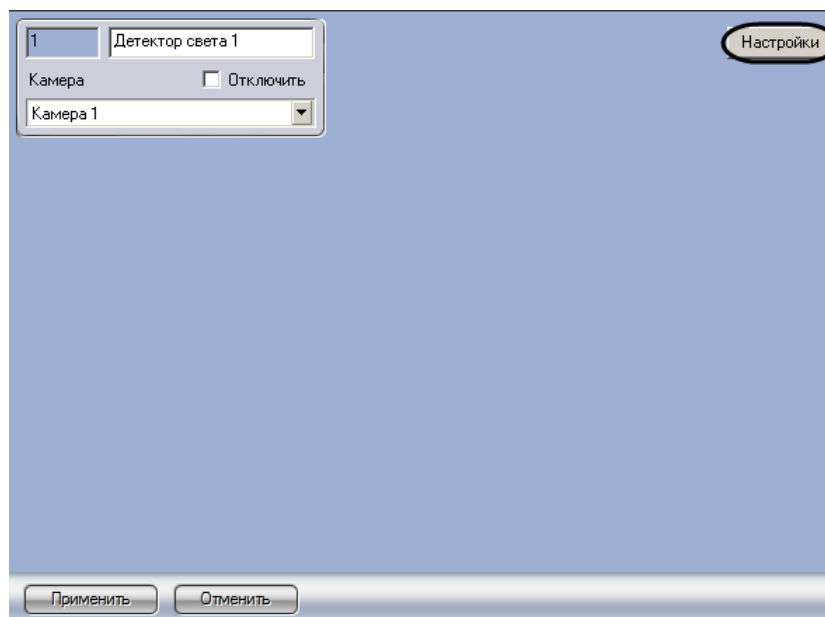 1 Детектор света 1
Настройки
Камера Отключить
Камера 1
Применить Отменить